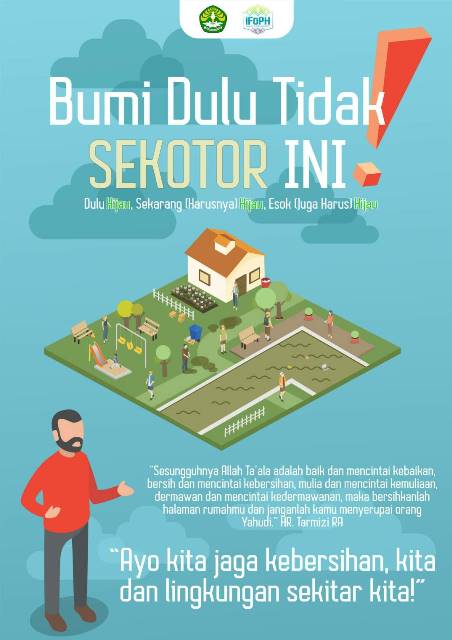 IFOPH
Bumi Dulu Tidak
SEKOTOR INI !
Dulu Hijau, Sekarang (Harusnya) Hijau, Esok (Juga Harus) Hijau
"Sesungguhnya Allah Ta'ala adalah baik dan mencintai kebaikan,
bersih dan mencintai kebersihan, mulia dan mencintai kemuliaan,
dermawan dan mencintai kedermawanan, maka bersihkanlah
halaman rumahmu dan janganlah kamu menyerupai orang
Yahudi." HR. Tarmizi RA
"Ayo kita jaga kebersihan, kita
dan lingkungan sekitar kita!"